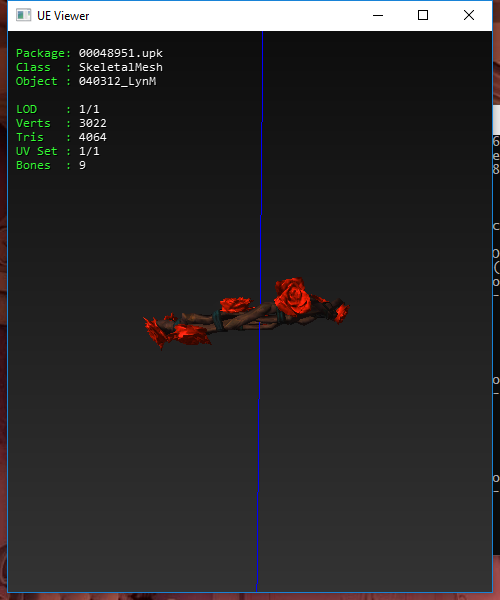 UE Viewer
Package: 00048951.upk
Class : SkeletalMesh
Object : 040312_LynM
LOD : 1/1
Verts : 3022
Tris : 4064
UV Set : 1/1
Bones : 9